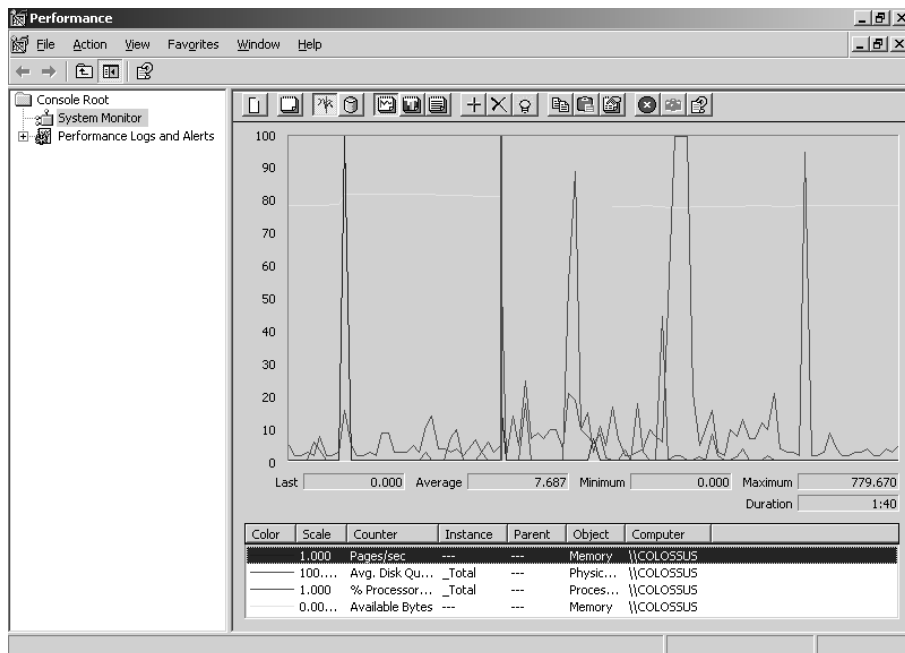 Performance
File Action View Favorites Window Help
Console Root
System Monitor
Performance Logs and Alerts
100
90
80
70
60
50
40
30
20
10
0
Last 0.000 Average 7.687 Minimum 0.000 Maximum 779.670
Duration 1:40
Color Scale Counter Instance Parent Object Computer
1.000 Pages/sec --- --- Memory \\COLOSSUS
100.... Avg. Disk Qu... _Total --- Physic... \\COLOSSUS
1.000 % Processor... _Total --- Proces... \\COLOSSUS
0.00... Available Bytes --- --- Memory \\COLOSSUS